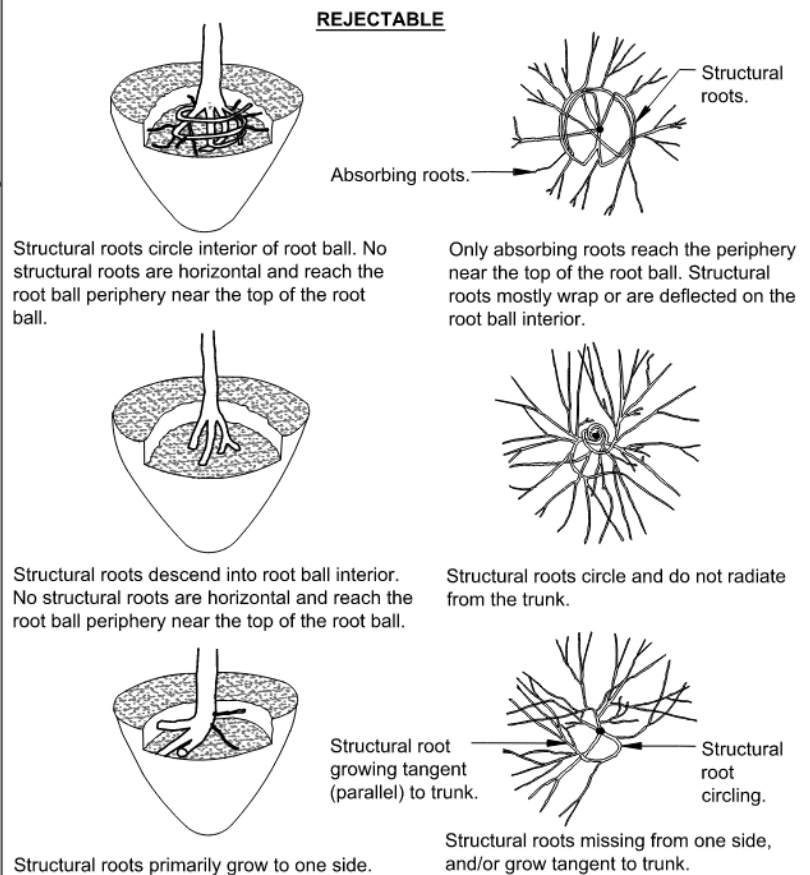 REJECTABLE
Structural
roots.
Absorbing roots.
Structural roots circle interior of root ball. No
structural roots are horizontal and reach the
root ball periphery near the top of the root
ball.
Only absorbing roots reach the periphery
near the top of the root ball. Structural
roots mostly wrap or are deflected on the
root ball interior.
Structural roots descend into root ball interior.
No structural roots are horizontal and reach the
root ball periphery near the top of the root ball.
Structural roots circle and do not radiate
from the trunk.
Structural root
growing tangent
(parallel) to trunk.
Structural
root
circling.
Structural roots primarily grow to one side.
Structural roots missing from one side,
and/or grow tangent to trunk.